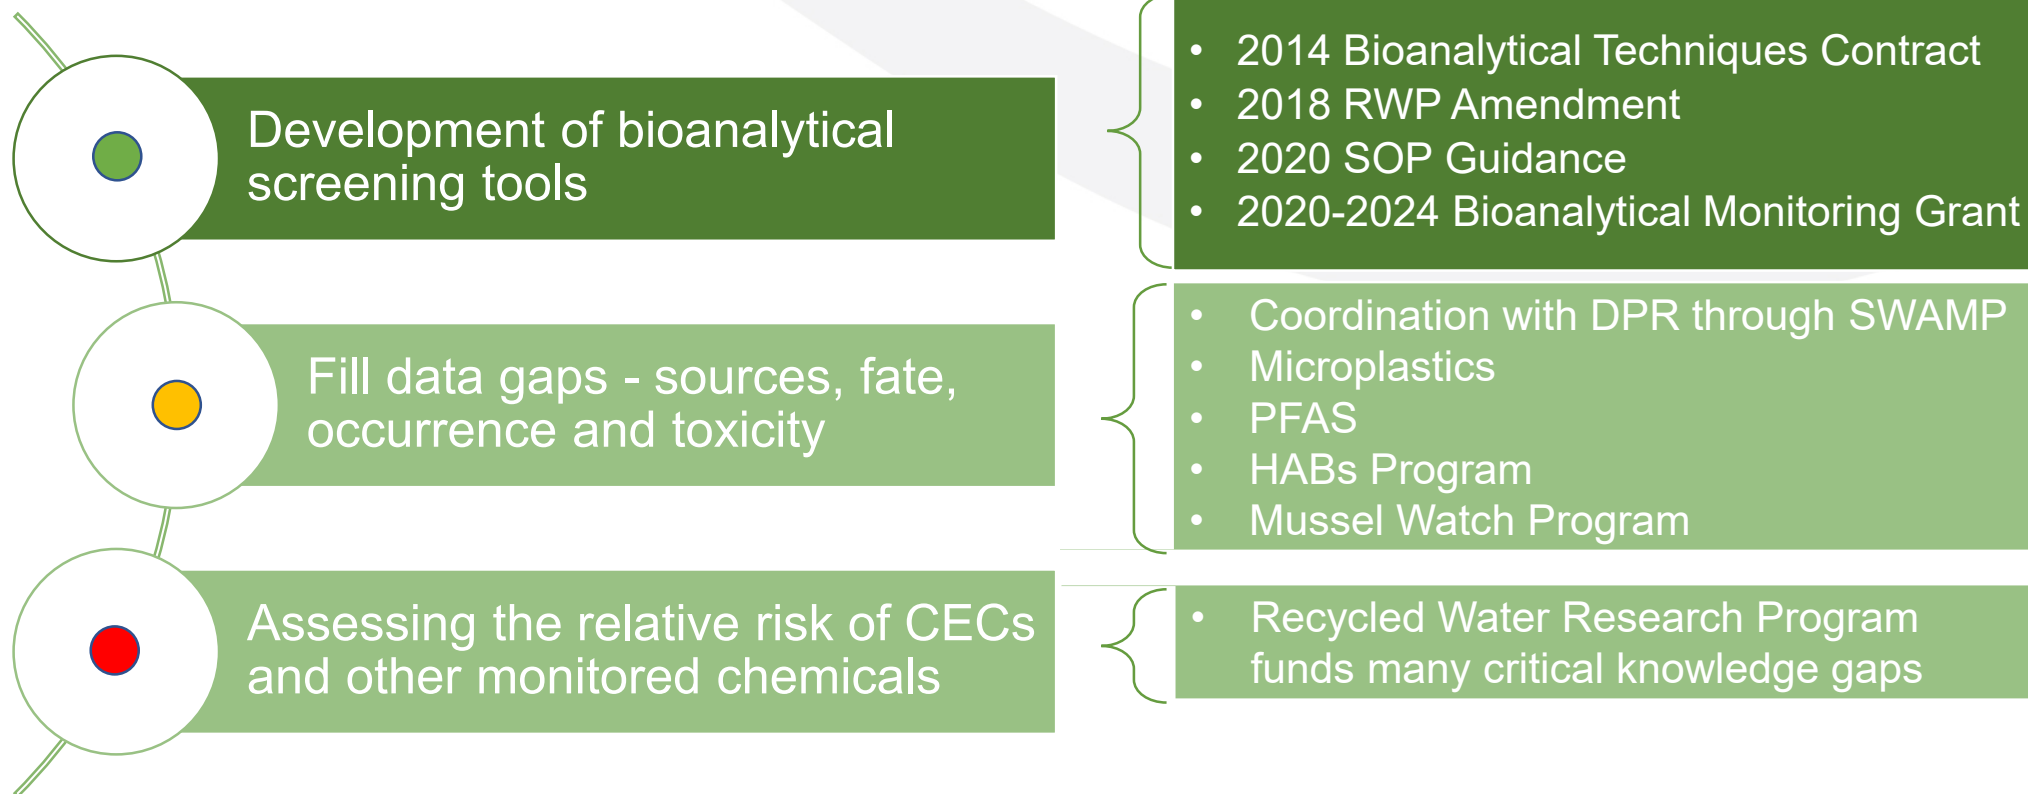 Development of bioanalytical
screening tools
• 2014 Bioanalytical Techniques Contract
• 2018 RWP Amendment
• 2020 SOP Guidance
• 2020-2024 Bioanalytical Monitoring Grant
Fill data gaps - sources, fate,
occurrence and toxicity
• Coordination with DPR through SWAMP
• Microplastics
• PFAS
• HABs Program
• Mussel Watch Program
Assessing the relative risk of CECs
and other monitored chemicals
• Recycled Water Research Program
funds many critical knowledge gaps